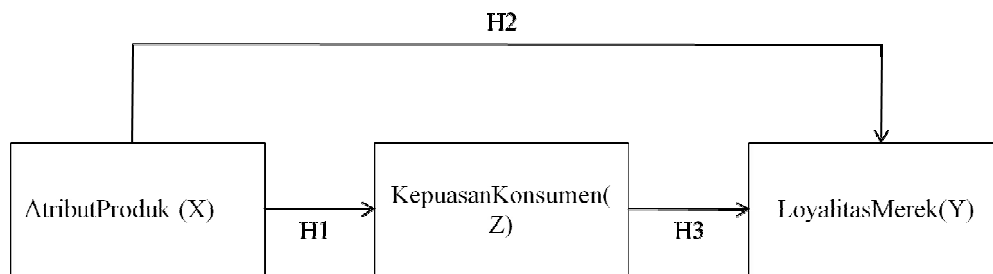 H2
AtributProduk (X)
H1
KepuasanKonsumen(
Z)
H3
LoyalitasMerek(Y)